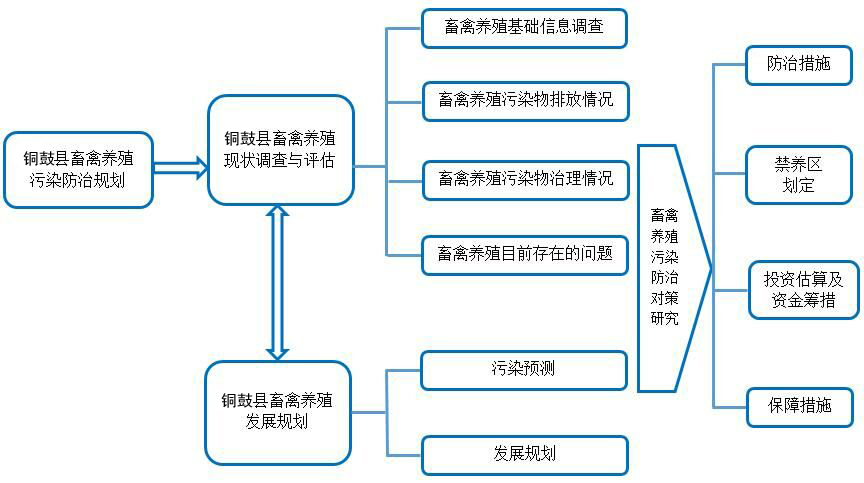 铜鼓县畜禽养殖
污染防治规划
铜鼓县畜禽养殖
现状调查与评估
铜鼓县畜禽养殖
发展规划
畜禽养殖基础信息调查
畜禽养殖污染物排放情况
畜禽养殖污染物治理情况
畜禽养殖目前存在的问题
污染预测
发展规划
畜禽
养殖
污染
防治
对策
研究
防治措施
禁养区
划定
投资估算及
资金筹措
保障措施